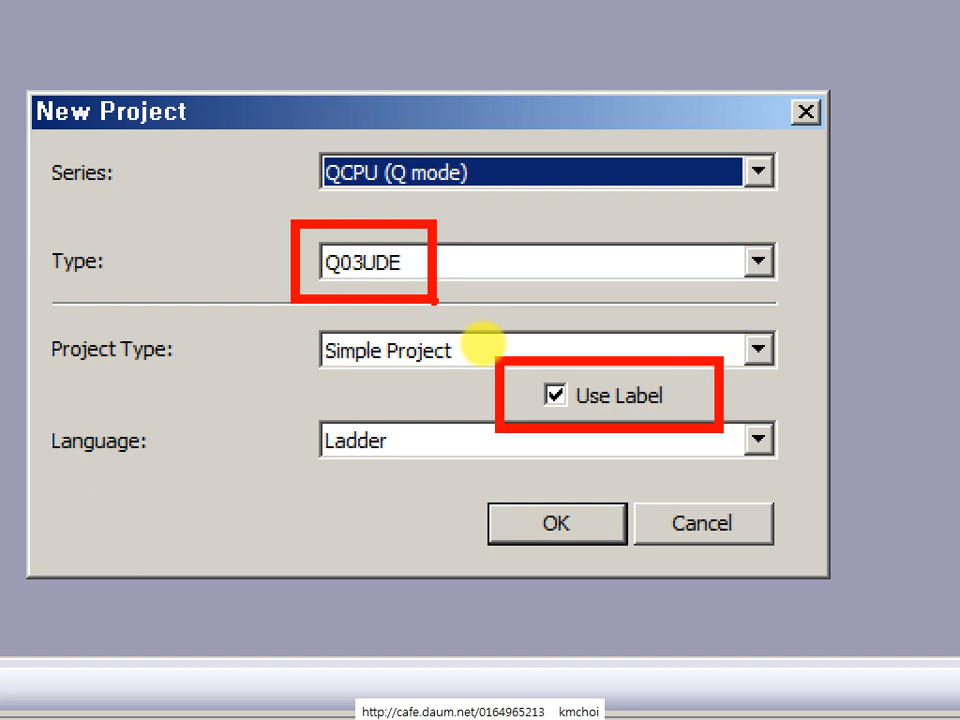 New Project
Series:
QCPU (Q mode)
Type:
Q03UDE
Project Type:
Simple Project
Use Label
Language:
Ladder
OK
Cancel
http://cafe.daum.net/0164965213 kmchoi